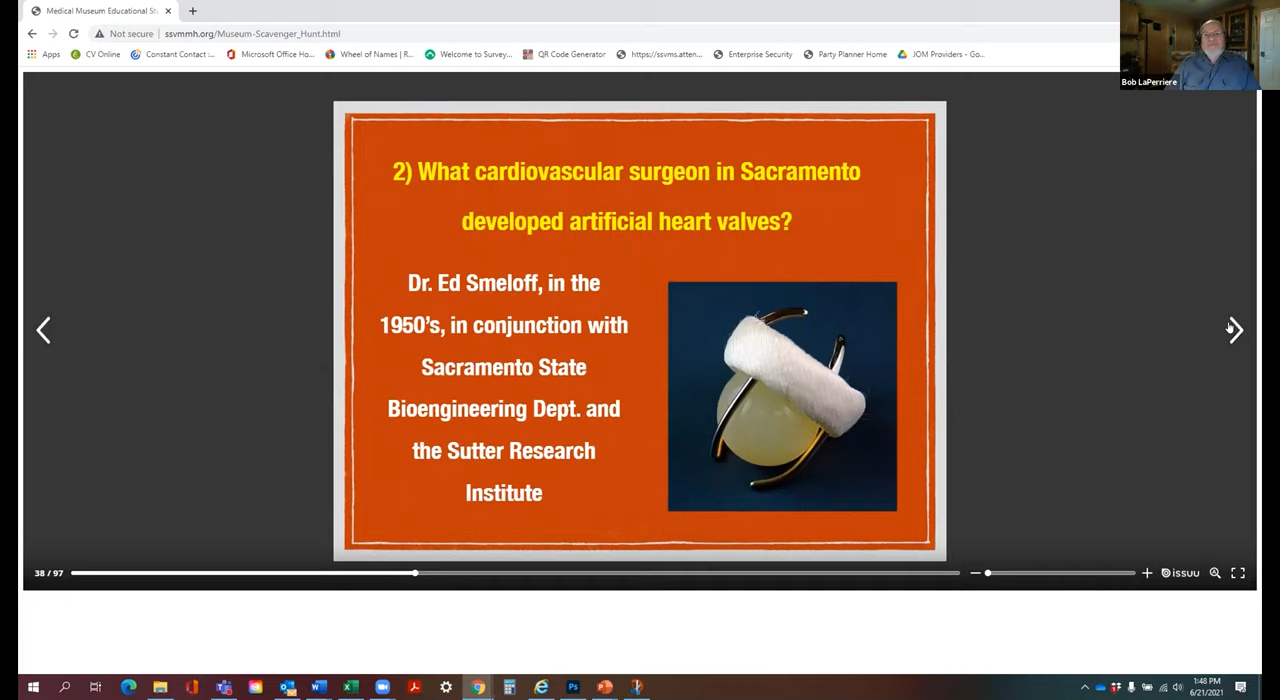 Medical Museum Educational St
Not secure | ssvmmh.org/Museum-Scavenger_Hunt.html
Apps CV Online Constant Contact :... Microsoft Office Ho... Wheel of Names | R... Welcome to Survey... QR Code Generator https://ssvms.atten... Enterprise Security Party Planner Home JOM Providers - Go...
Bob LaPerriere
2) What cardiovascular surgeon in Sacramento
developed artificial heart valves?
Dr. Ed Smeloff, in the
1950's, in conjunction with
Sacramento State
Bioengineering Dept. and
the Sutter Research
Institute
38 / 97
issuu
1:48 PM
6/21/2021